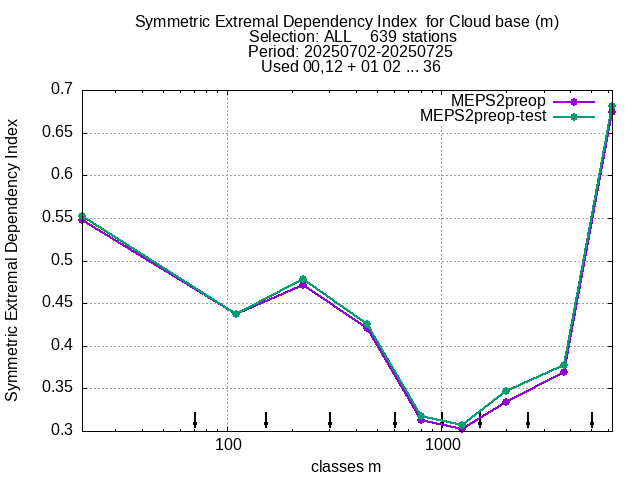 Symmetric Extremal Dependency Index  for Cloud base (m)
Selection: ALL    639 stations
Period: 20250702-20250725
Used 00,12 + 01 02 ... 36
MEPS2preop
MEPS2preop-test
Symmetric Extremal Dependency Index
0.7
0.65
0.6
0.55
0.5
0.45
0.4
0.35
0.3
100
1000
classes m